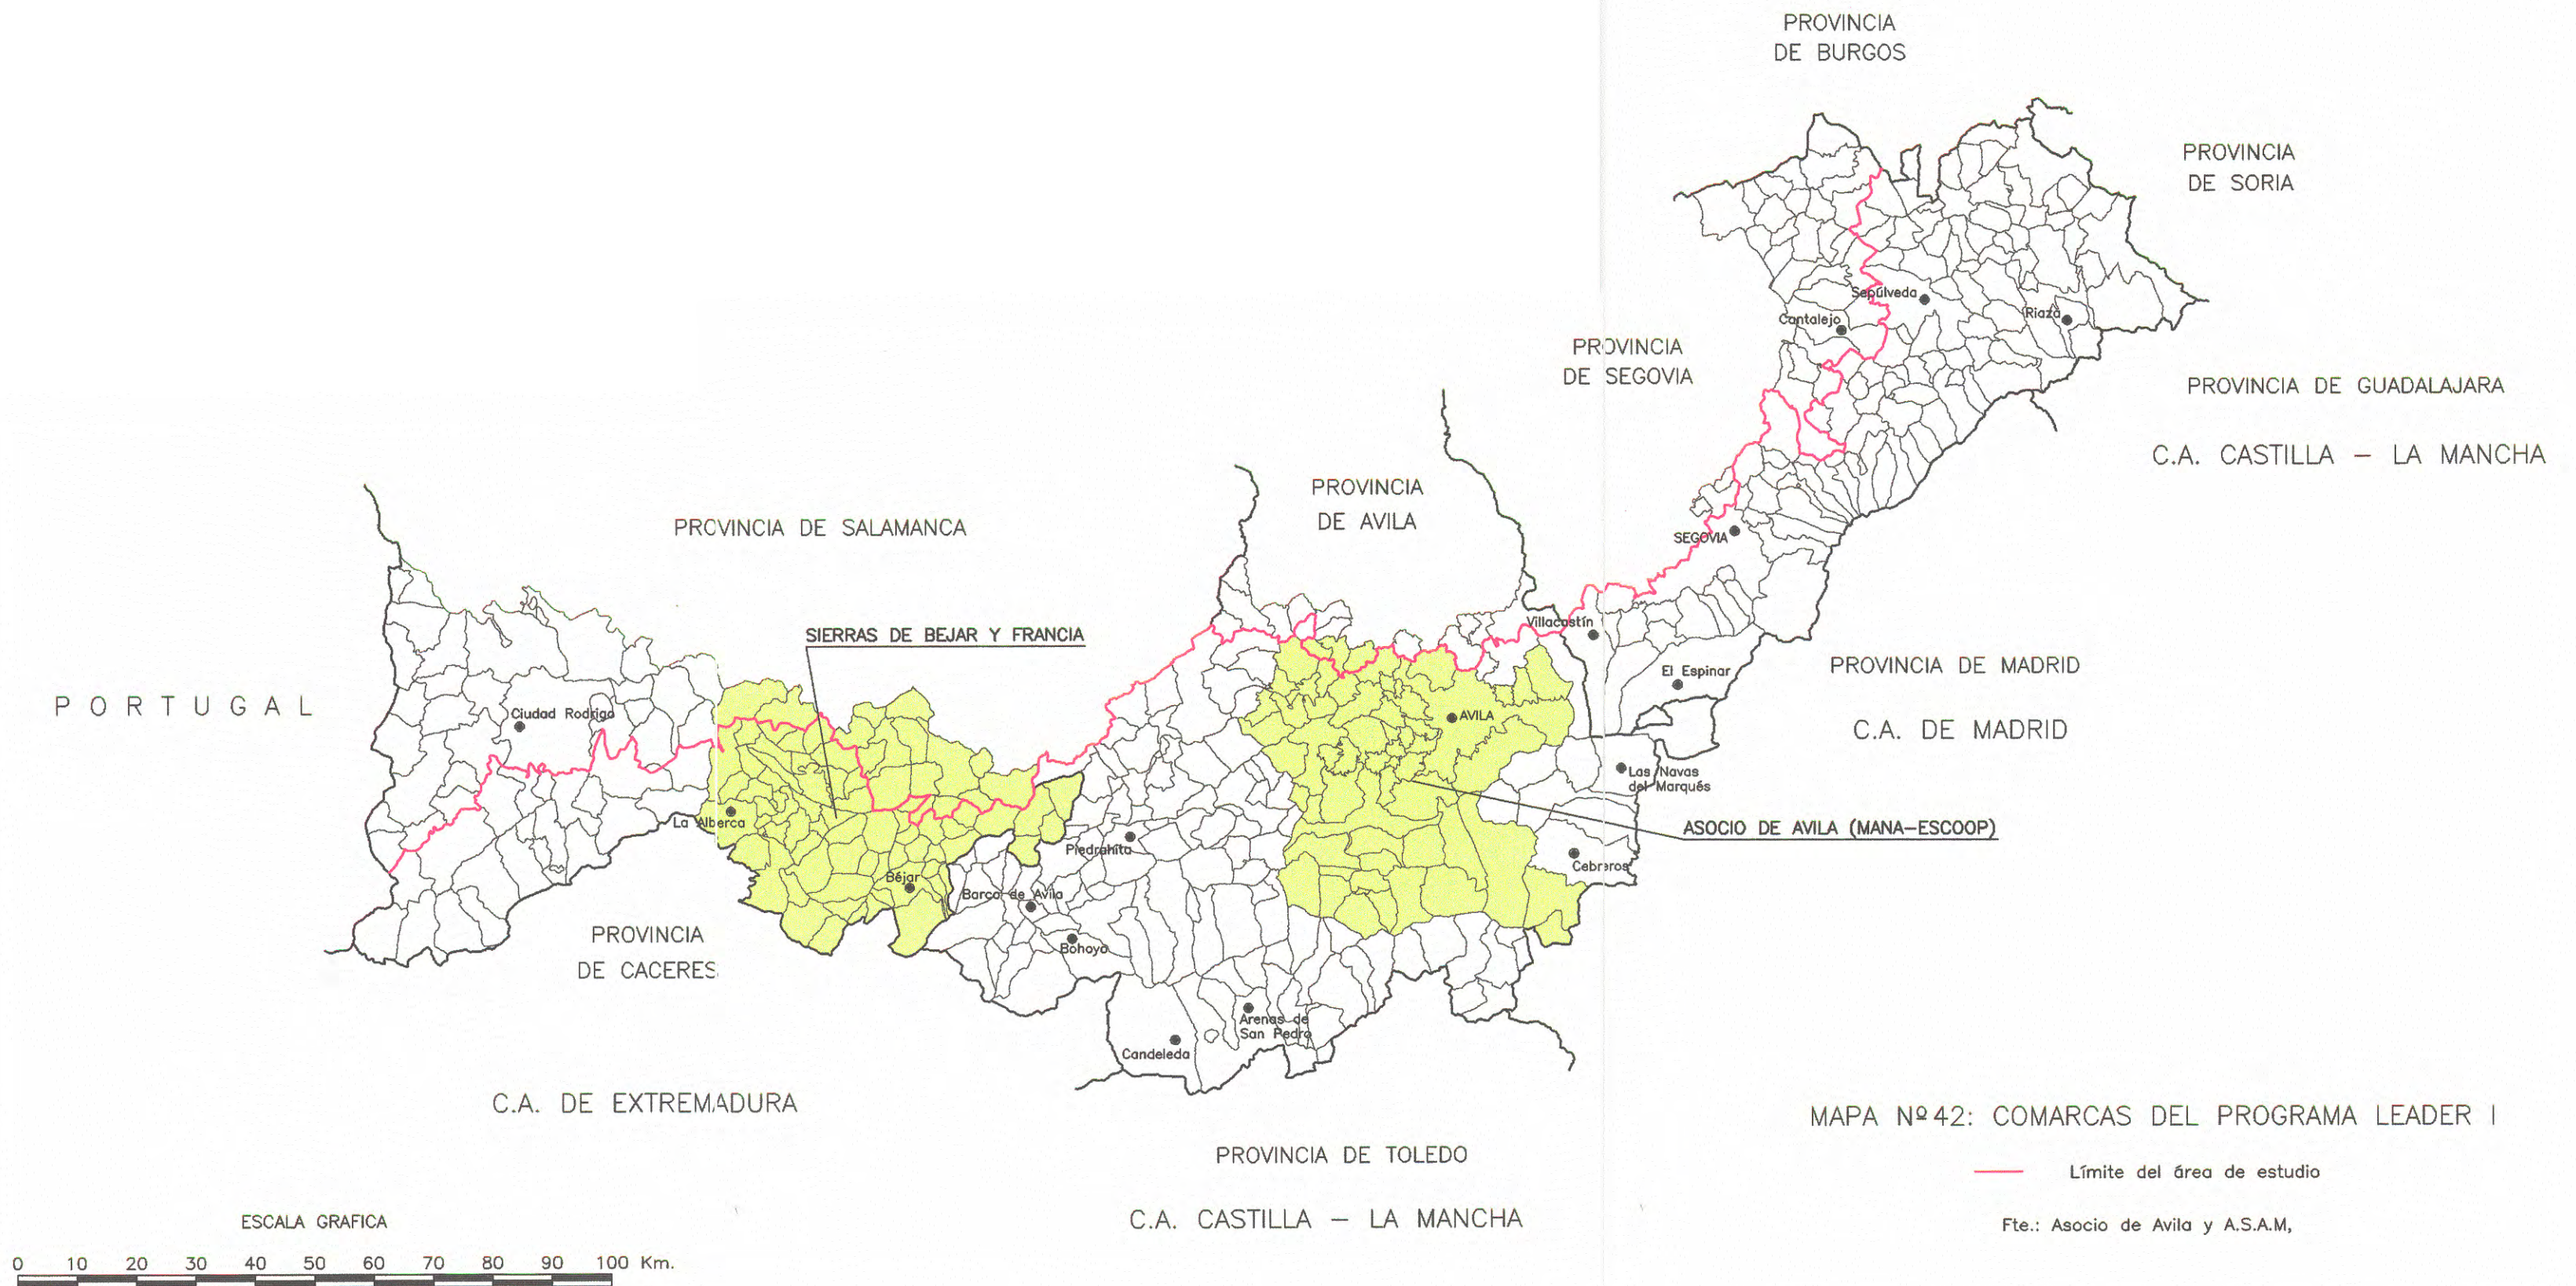 PROVINCIA
DE BURGOS
PROVINCIA
DE SORIA
Sepúlveda
Riaza
Cantalejo
PROVINCIA
DE SEGOVIA
PROVINCIA DE GUADALAJARA
C.A. CASTILLA – LA MANCHA
PROVINCIA
DE AVILA
PROVINCIA DE SALAMANCA
SEGOVIA
Villacastín
SIERRAS DE BEJAR Y FRANCIA
El Espinar
PROVINCIA DE MADRID
C.A. DE MADRID
PORTUGAL
Ciudad Rodrigo
AVILA
Las Navas
del Marqués
La Alberca
ASOCIO DE AVILA (MANA-ESCOOP)
Piedrahita
Cebreros
Béjar
Barco de Avila
Bohoyo
PROVINCIA
DE CACERES
Arenas de
San Pedro
Candeleda
C.A. DE EXTREMADURA
PROVINCIA DE TOLEDO
C.A. CASTILLA – LA MANCHA
MAPA Nº42: COMARCAS DEL PROGRAMA LEADER I
Límite del área de estudio
Fte.: Asocio de Avila y A.S.A.M,
ESCALA GRAFICA
0 10 20 30 40 50 60 70 80 90 100 Km.